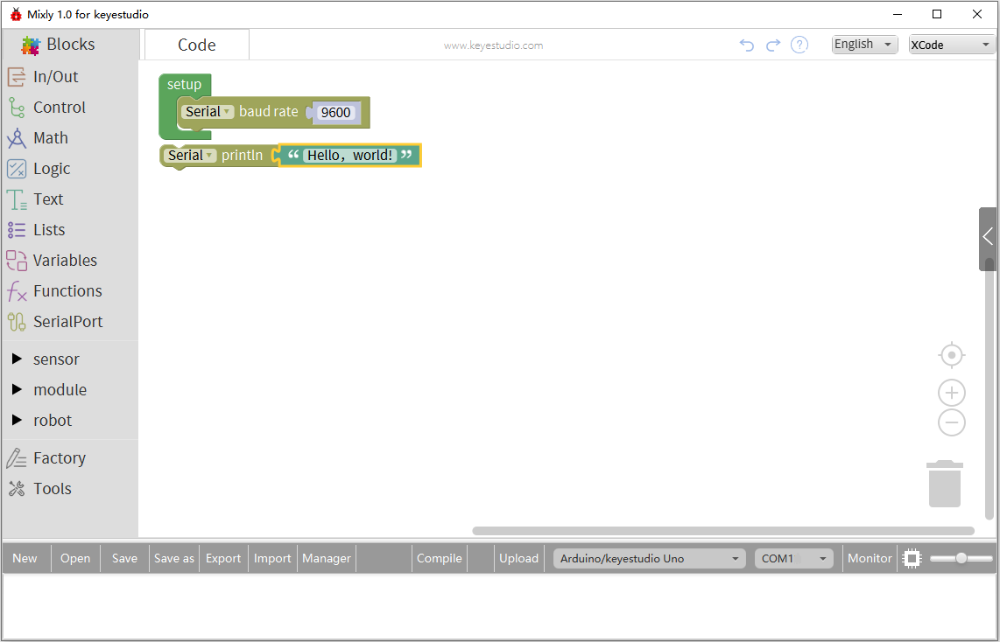 Mixly 1.0 for keyestudio
Blocks
Code
www.keyestudio.com
English
XCode
In/Out
Control
Math
Logic
Text
Lists
Variables
Functions
SerialPort
sensor
module
robot
Factory
Tools
setup
Serial baud rate 9600
Serial println “ Hello，world! ”
New Open Save Save as Export Import Manager Compile Upload Arduino/keyestudio Uno COM1 Monitor